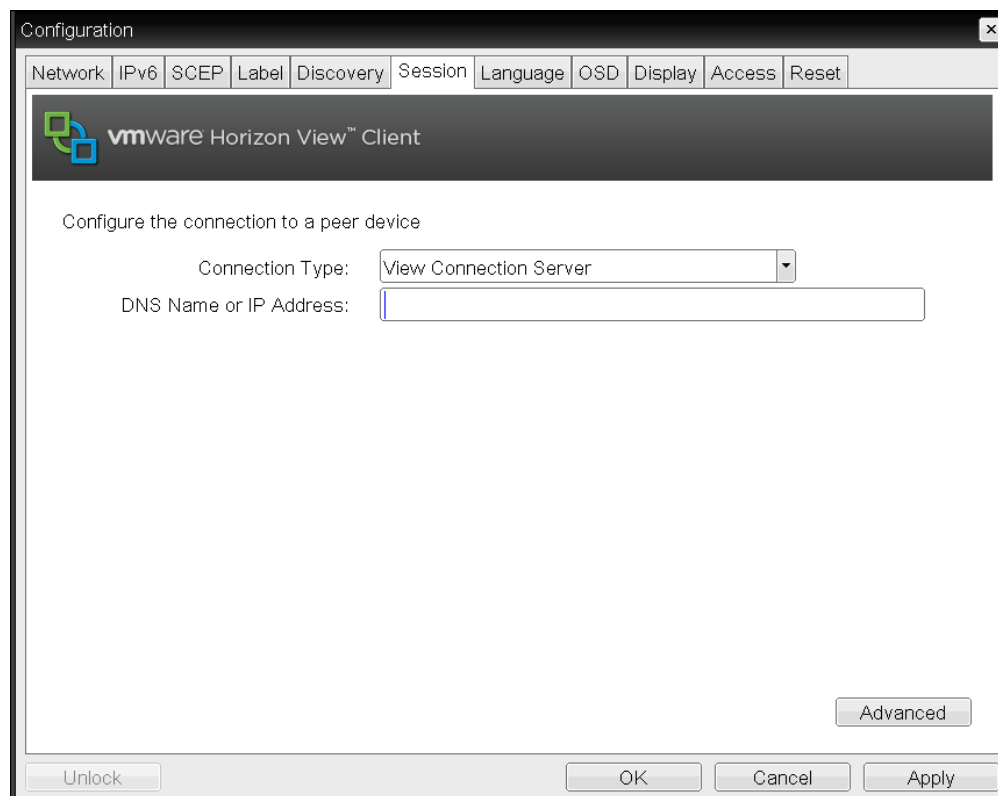 Configuration
Network IPv6 SCEP Label Discovery Session Language OSD Display Access Reset
vmware Horizon View™ Client
Configure the connection to a peer device
Connection Type: View Connection Server
DNS Name or IP Address:
Advanced
Unlock OK Cancel Apply